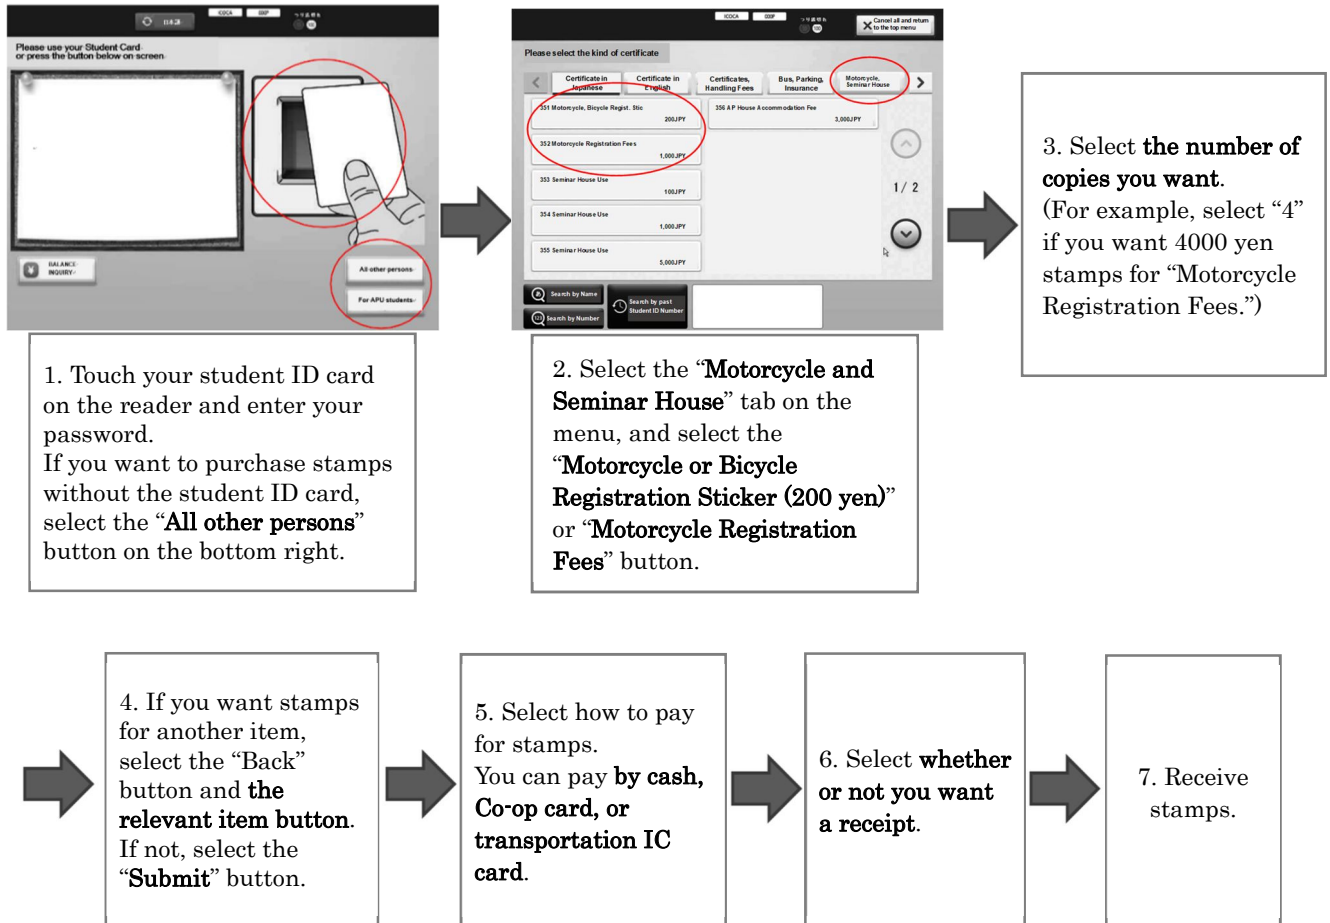 日本語
ICOCA
COOP
Please use your Student Card
or press the button below on screen
BALANCE
INQUIRY
All other persons
For APU students
ICOCA
COOP
Cancel all and return
to the top menu
Please select the kind of certificate
Certificate in
Japanese
Certificate in
English
Certificates,
Handling Fees
Bus, Parking,
Insurance
Motorcycle,
Seminar House
351 Motorcycle, Bicycle Regist. Stic
200JPY
356 AP House Accommodation Fee
3,000JPY
352 Motorcycle Registration Fees
1,000JPY
353 Seminar House Use
100JPY
354 Seminar House Use
1,000JPY
355 Seminar House Use
5,000JPY
1 / 2
Search by Name
Search by Number
Search by past
Student ID Number
1. Touch your student ID card
on the reader and enter your
password.
If you want to purchase stamps
without the student ID card,
select the “All other persons”
button on the bottom right.
2. Select the “Motorcycle and
Seminar House” tab on the
menu, and select the
“Motorcycle or Bicycle
Registration Sticker (200 yen)”
or “Motorcycle Registration
Fees” button.
3. Select the number of
copies you want.
(For example, select “4”
if you want 4000 yen
stamps for “Motorcycle
Registration Fees.”)
4. If you want stamps
for another item,
select the “Back”
button and the
relevant item button.
If not, select the
“Submit” button.
5. Select how to pay
for stamps.
You can pay by cash,
Co-op card, or
transportation IC
card.
6. Select whether
or not you want
a receipt.
7. Receive
stamps.